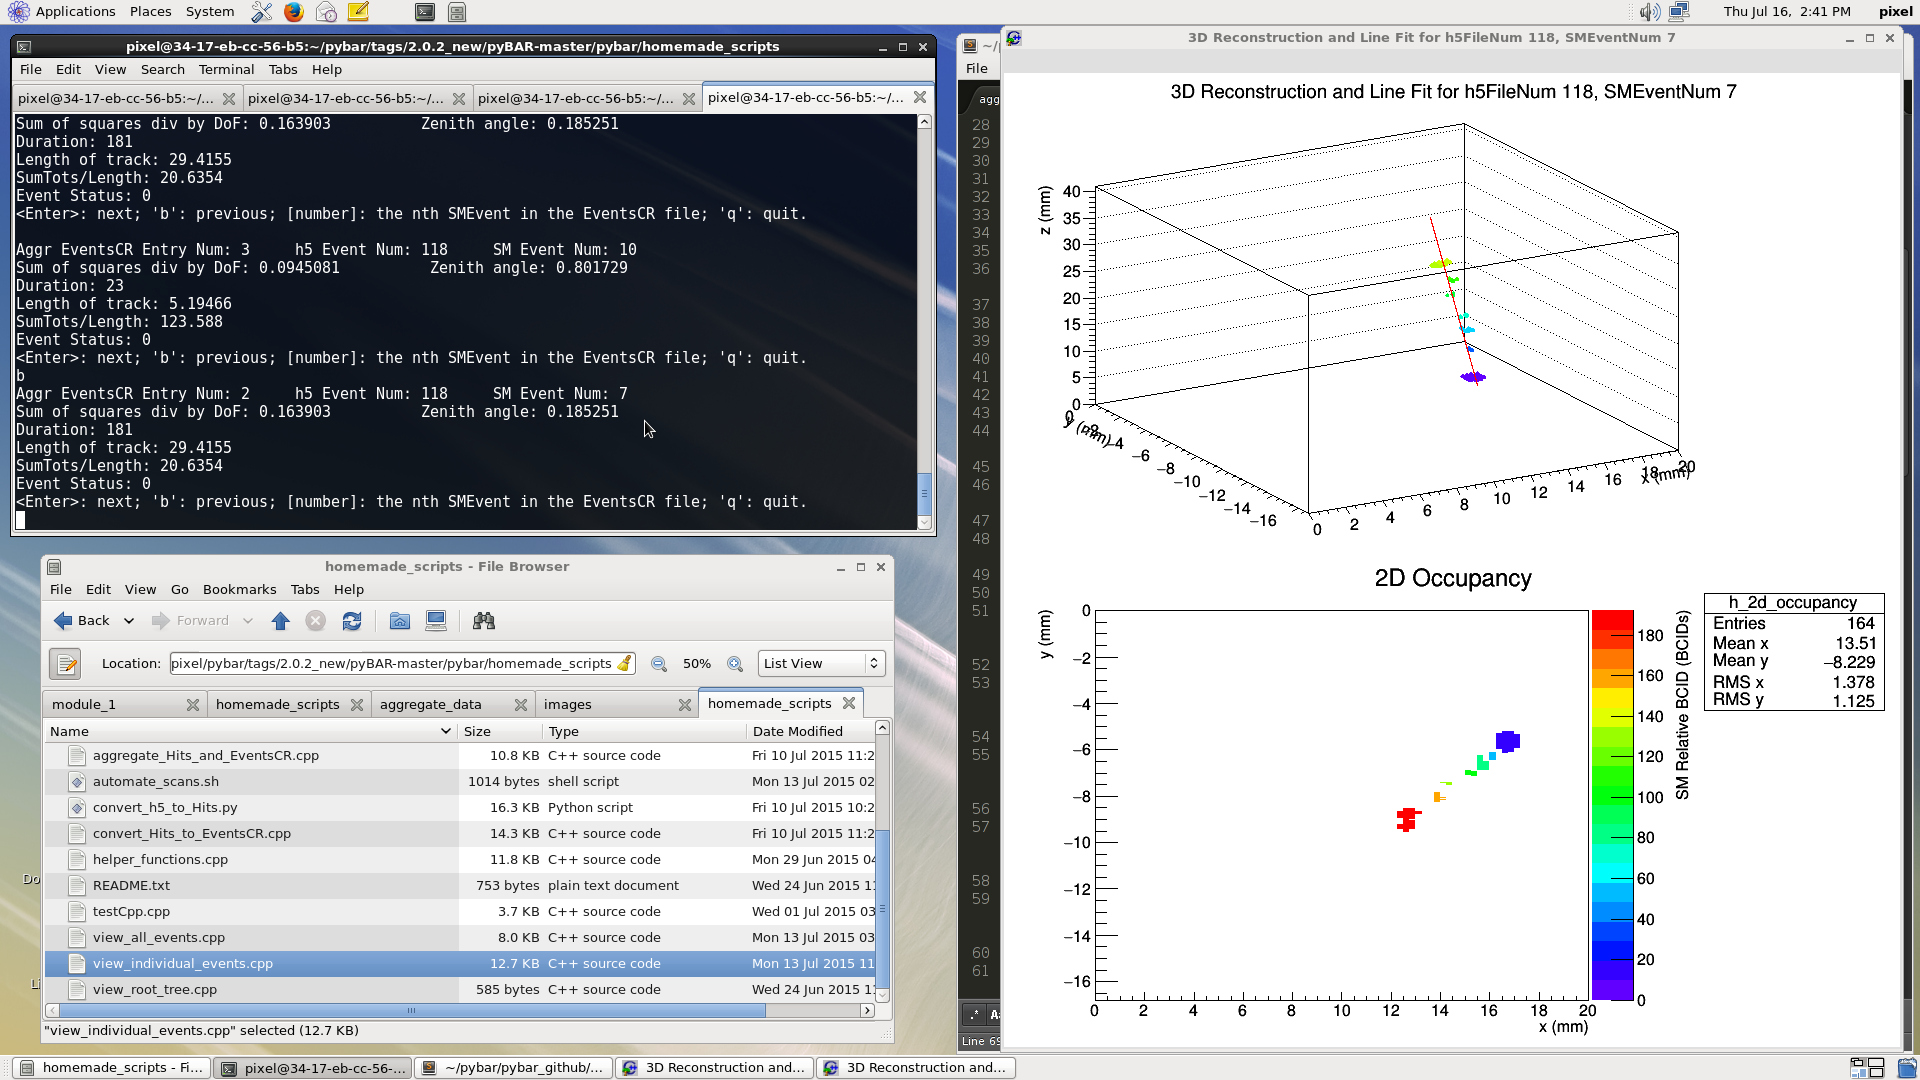 Applications Places System
Thu Jul 16, 2:41 PM pixel
pixel@34-17-eb-cc-56-b5:~/pybar/tags/2.0.2_new/pyBAR-master/pybar/homemade_scripts
File Edit View Search Terminal Tabs Help
pixel@34-17-eb-cc-56-b5:~/... pixel@34-17-eb-cc-56-b5:~/... pixel@34-17-eb-cc-56-b5:~/... pixel@34-17-eb-cc-56-b5:~/...
Sum of squares div by DoF: 0.163903 Zenith angle: 0.185251
Duration: 181
Length of track: 29.4155
SumTots/Length: 20.6354
Event Status: 0
<Enter>: next; 'b': previous; [number]: the nth SMEvent in the EventsCR file; 'q': quit.
Aggr EventsCR Entry Num: 3 h5 Event Num: 118 SM Event Num: 10
Sum of squares div by DoF: 0.0945081 Zenith angle: 0.801729
Duration: 23
Length of track: 5.19466
SumTots/Length: 123.588
Event Status: 0
<Enter>: next; 'b': previous; [number]: the nth SMEvent in the EventsCR file; 'q': quit.
b
Aggr EventsCR Entry Num: 2 h5 Event Num: 118 SM Event Num: 7
Sum of squares div by DoF: 0.163903 Zenith angle: 0.185251
Duration: 181
Length of track: 29.4155
SumTots/Length: 20.6354
Event Status: 0
<Enter>: next; 'b': previous; [number]: the nth SMEvent in the EventsCR file; 'q': quit.
homemade_scripts - File Browser
File Edit View Go Bookmarks Tabs Help
Back Forward
Location: pixel/pybar/tags/2.0.2_new/pyBAR-master/pybar/homemade_scripts 50% List View
module_1 homemade_scripts aggregate_data images homemade_scripts
Name Size Type Date Modified
aggregate_Hits_and_EventsCR.cpp 10.8 KB C++ source code Fri 10 Jul 2015 11:2
automate_scans.sh 1014 bytes shell script Mon 13 Jul 2015 02
convert_h5_to_Hits.py 16.3 KB Python script Fri 10 Jul 2015 10:2
convert_Hits_to_EventsCR.cpp 14.3 KB C++ source code Fri 10 Jul 2015 11:2
helper_functions.cpp 11.8 KB C++ source code Mon 29 Jun 2015 04
README.txt 753 bytes plain text document Wed 24 Jun 2015 11
testCpp.cpp 3.7 KB C++ source code Wed 01 Jul 2015 03
view_all_events.cpp 8.0 KB C++ source code Mon 13 Jul 2015 03
view_individual_events.cpp 12.7 KB C++ source code Mon 13 Jul 2015 11
view_root_tree.cpp 585 bytes C++ source code Wed 24 Jun 2015 11
"view_individual_events.cpp" selected (12.7 KB)
Do
Li
~/
File
agg
28
29
30
31
32
33
34
35
36
37
38
39
40
41
42
43
44
45
46
47
48
49
50
51
52
53
54
55
56
57
58
59
60
61
.* A
Line 69
3D Reconstruction and Line Fit for h5FileNum 118, SMEventNum 7
3D Reconstruction and Line Fit for h5FileNum 118, SMEventNum 7
z (mm)
40
35
30
25
20
15
10
5
0
y (mm)
0 −2 −4 −6 −8 −10 −12 −14 −16
0 2 4 6 8 10 12 14 16 18 20
x (mm)
2D Occupancy
y (mm)
0
−2
−4
−6
−8
−10
−12
−14
−16
0 2 4 6 8 10 12 14 16 18 20
x (mm)
180
160
140
120
100
80
60
40
20
0
SM Relative BCID (BCIDs)
h_2d_occupancy
Entries 164
Mean x 13.51
Mean y −8.229
RMS x 1.378
RMS y 1.125
homemade_scripts - Fi... pixel@34-17-eb-cc-56-... ~/pybar/pybar_github/... 3D Reconstruction and... 3D Reconstruction and...